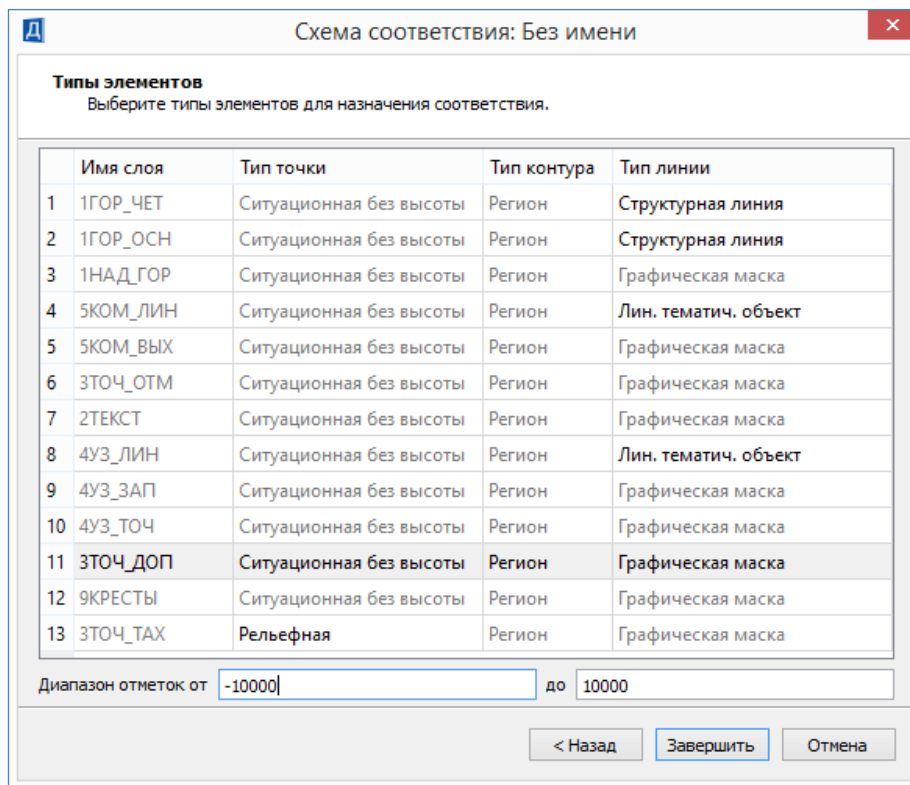 Д Схема соответствия: Без имени
Типы элементов
Выберите типы элементов для назначения соответствия.
Имя слоя Тип точки Тип контура Тип линии
1 1ГОР_ЧЕТ Ситуационная без высоты Регион Структурная линия
2 1ГОР_ОСН Ситуационная без высоты Регион Структурная линия
3 1НАД_ГОР Ситуационная без высоты Регион Графическая маска
4 5КОМ_ЛИН Ситуационная без высоты Регион Лин. тематич. объект
5 5КОМ_ВЫХ Ситуационная без высоты Регион Графическая маска
6 3ТОЧ_ОТМ Ситуационная без высоты Регион Графическая маска
7 2ТЕКСТ Ситуационная без высоты Регион Графическая маска
8 4УЗ_ЛИН Ситуационная без высоты Регион Лин. тематич. объект
9 4УЗ_ЗАП Ситуационная без высоты Регион Графическая маска
10 4УЗ_ТОЧ Ситуационная без высоты Регион Графическая маска
11 3ТОЧ_ДОП Ситуационная без высоты Регион Графическая маска
12 9КРЕСТЫ Ситуационная без высоты Регион Графическая маска
13 3ТОЧ_ТАХ Рельефная Регион Графическая маска
Диапазон отметок от -10000 до 10000
< Назад Завершить Отмена